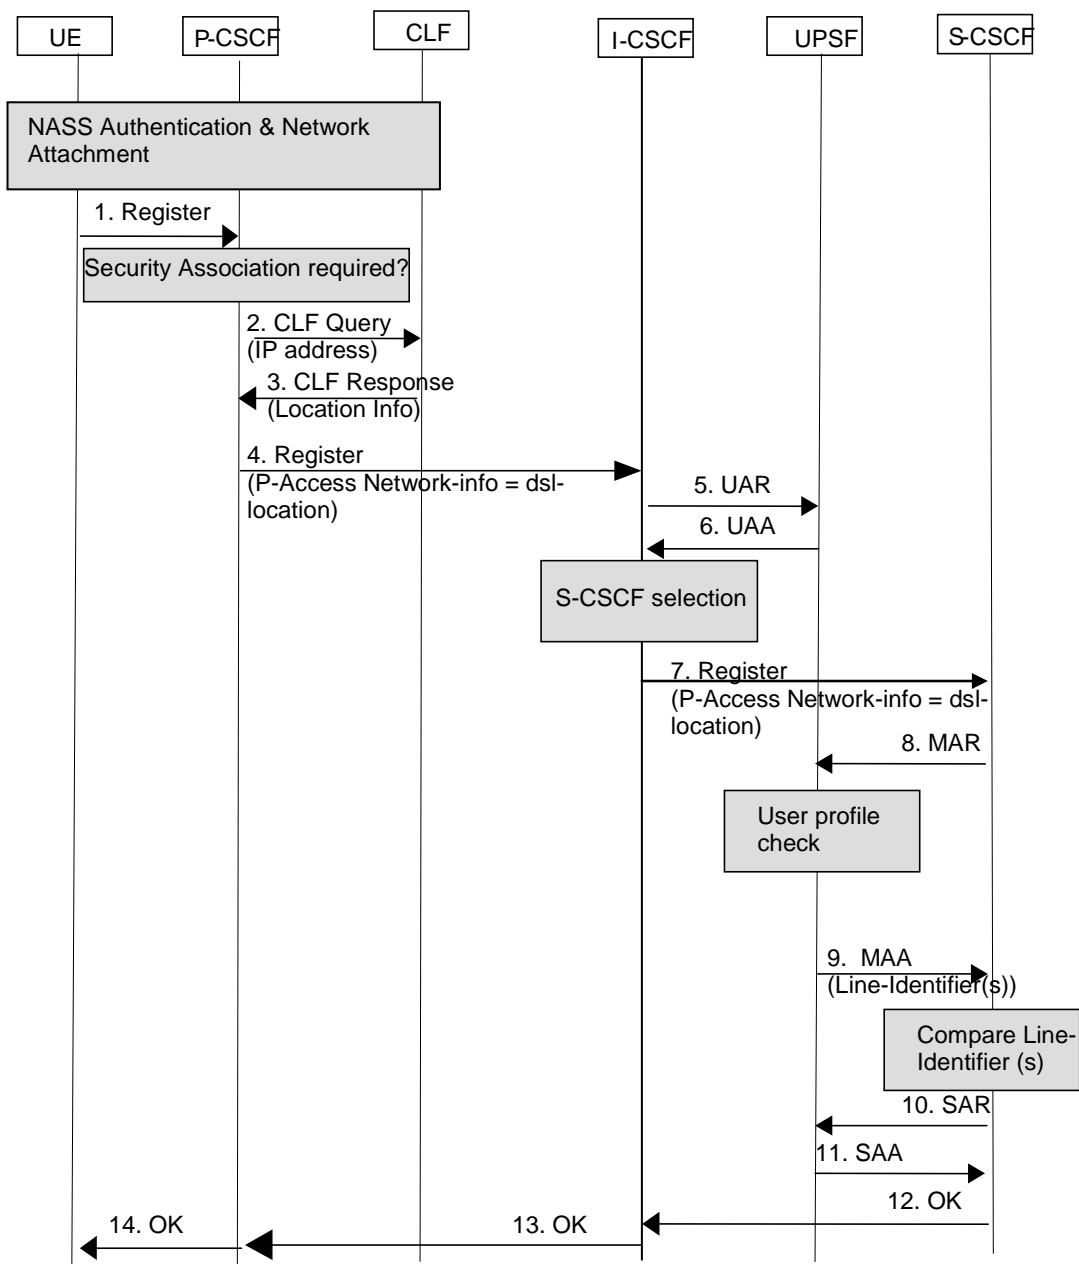 UE
P-CSCF
CLF
I-CSCF
UPSF
S-CSCF
NASS Authentication & Network
Attachment
1. Register
Security Association required?
2. CLF Query
(IP address)
3. CLF Response
(Location Info)
4. Register
(P-Access Network-info = dsl-
location)
5. UAR
6. UAA
S-CSCF selection
7. Register
(P-Access Network-info = dsl-
location)
8. MAR
User profile
check
9. MAA
(Line-Identifier(s))
Compare Line-
Identifier (s)
10. SAR
11. SAA
12. OK
13. OK
14. OK